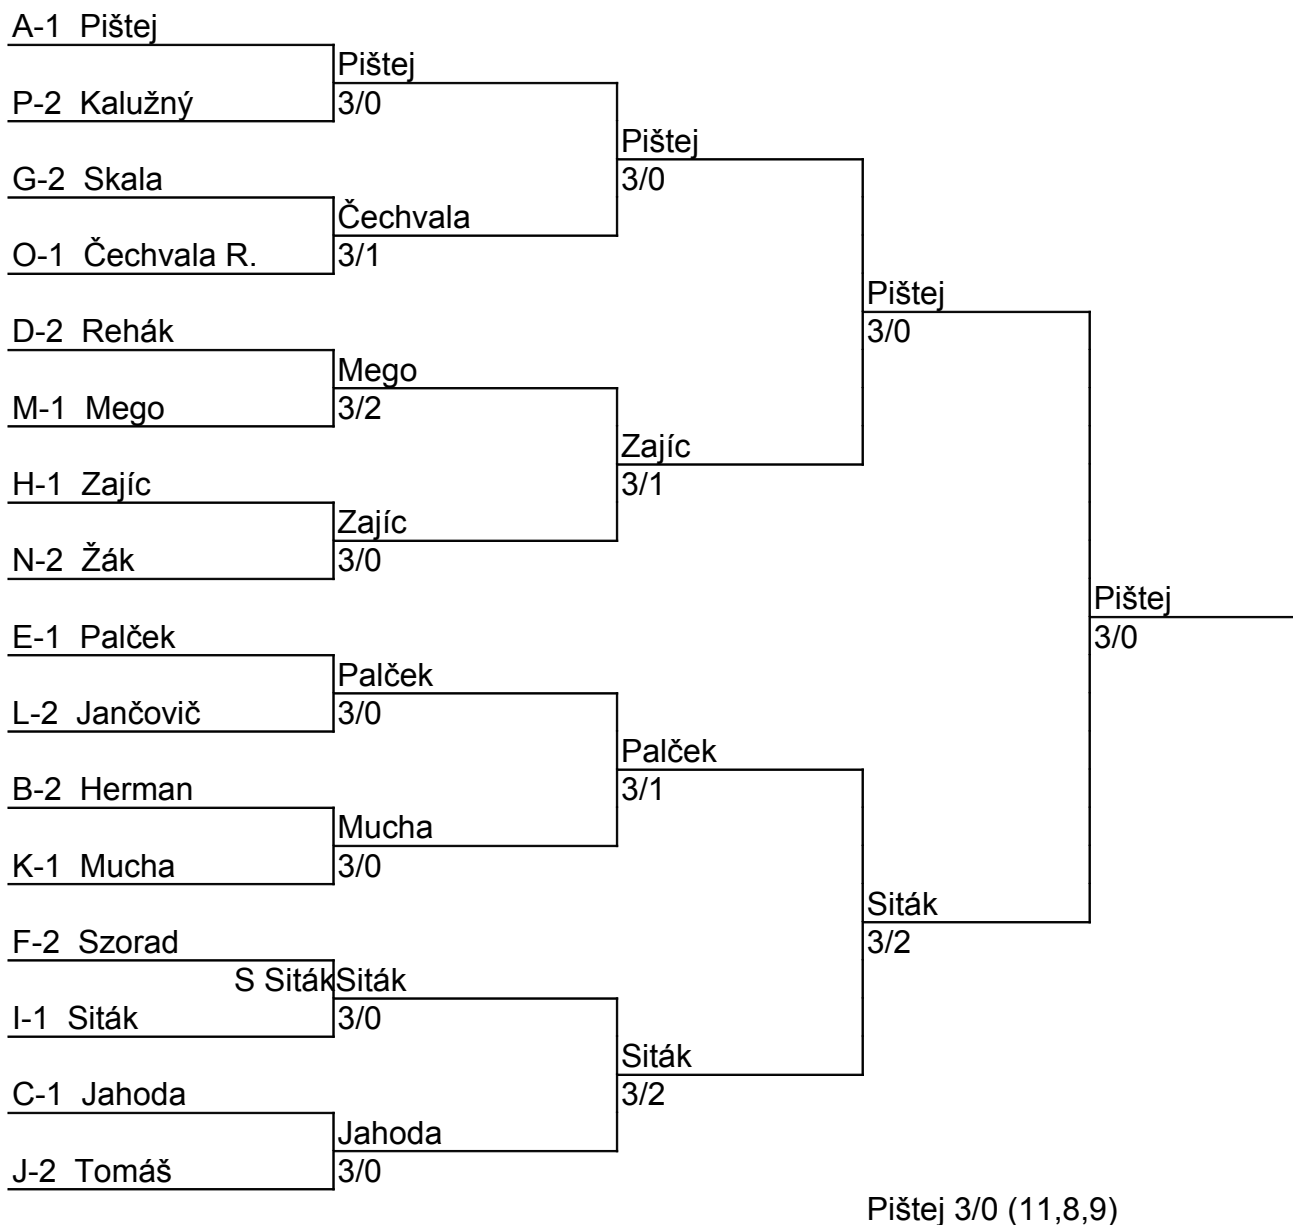 A-1 Pištej
Pištej
P-2 Kalužný
3/0
Pištej
G-2 Skala
3/0
Čechvala
O-1 Čechvala R.
3/1
Pištej
D-2 Rehák
3/0
Mego
M-1 Mego
3/2
Zajíc
H-1 Zajíc
3/1
Zajíc
N-2 Žák
3/0
Pištej
E-1 Palček
3/0
Palček
L-2 Jančovič
3/0
Palček
B-2 Herman
3/1
Mucha
K-1 Mucha
3/0
Siták
F-2 Szorad
3/2
S Siták
Siták
I-1 Siták
3/0
Siták
C-1 Jahoda
3/2
Jahoda
J-2 Tomáš
3/0
Pištej 3/0 (11,8,9)